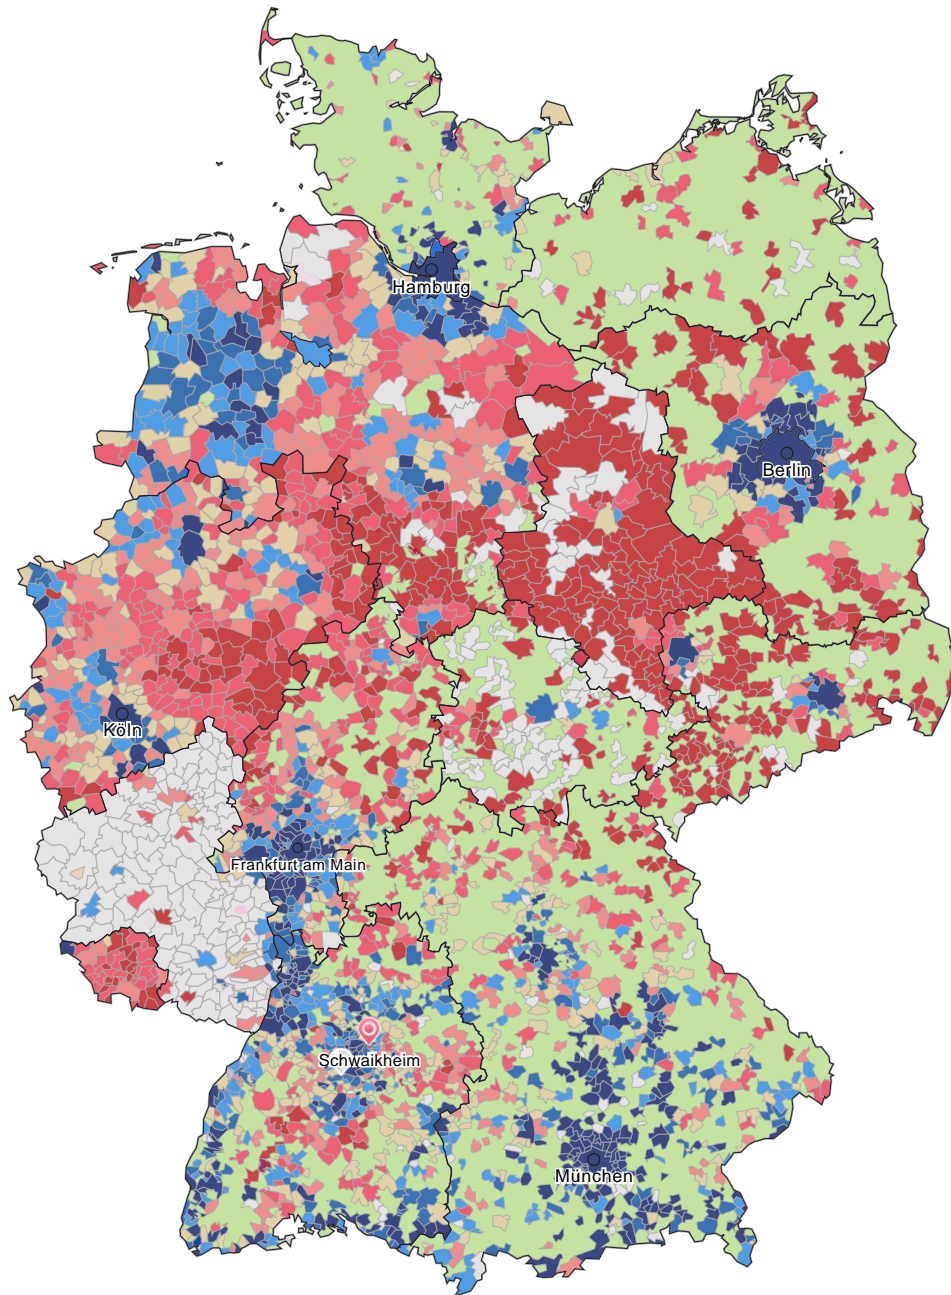 Hamburg
Berlin
Köln
Frankfurt am Main
Schwaikheim
München